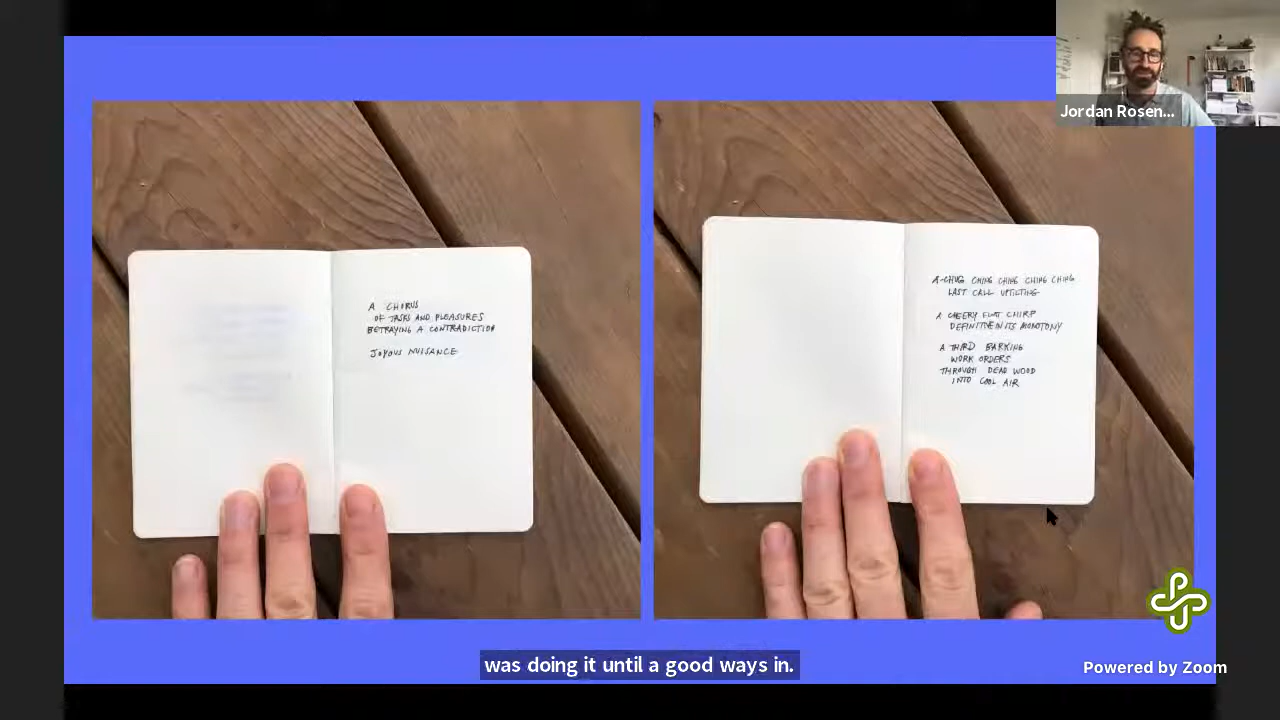 Jordan Rosen...
A CHORUS
OF TASKS AND PLEASURES
BETRAYING A CONTRADICTION
JOYOUS NUISANCE
A CHUG CHING CHING CHING CHING
LAST CALL UPTILTING
A CHEERY FLAT CHIRP
DEFINITIVE IN ITS MONOTONY
A THIRD BARKING
WORK ORDERS
THROUGH DEAD WOOD
INTO COOL AIR
was doing it until a good ways in.
Powered by Zoom